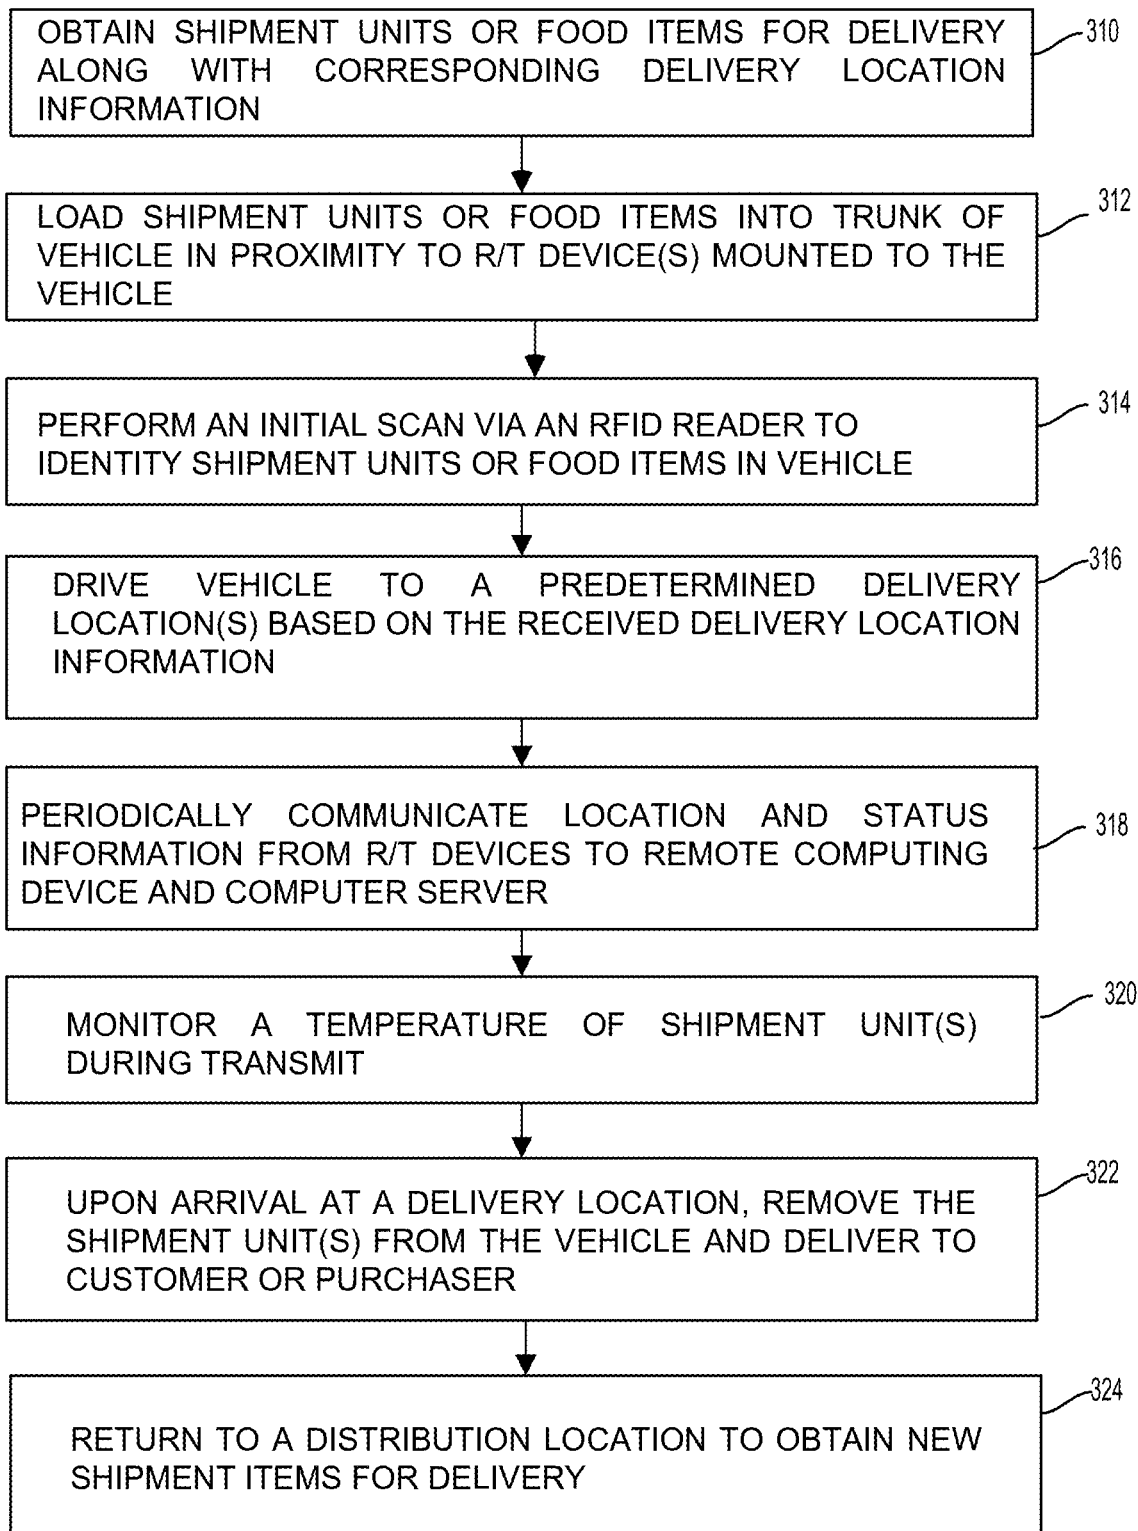 OBTAIN SHIPMENT UNITS OR FOOD ITEMS FOR DELIVERY
ALONG WITH CORRESPONDING DELIVERY LOCATION
INFORMATION
310
LOAD SHIPMENT UNITS OR FOOD ITEMS INTO TRUNK OF
VEHICLE IN PROXIMITY TO R/T DEVICE(S) MOUNTED TO THE
VEHICLE
312
PERFORM AN INITIAL SCAN VIA AN RFID READER TO
IDENTITY SHIPMENT UNITS OR FOOD ITEMS IN VEHICLE
314
DRIVE VEHICLE TO A PREDETERMINED DELIVERY
LOCATION(S) BASED ON THE RECEIVED DELIVERY LOCATION
INFORMATION
316
PERIODICALLY COMMUNICATE LOCATION AND STATUS
INFORMATION FROM R/T DEVICES TO REMOTE COMPUTING
DEVICE AND COMPUTER SERVER
318
MONITOR A TEMPERATURE OF SHIPMENT UNIT(S)
DURING TRANSMIT
320
UPON ARRIVAL AT A DELIVERY LOCATION, REMOVE THE
SHIPMENT UNIT(S) FROM THE VEHICLE AND DELIVER TO
CUSTOMER OR PURCHASER
322
RETURN TO A DISTRIBUTION LOCATION TO OBTAIN NEW
SHIPMENT ITEMS FOR DELIVERY
324